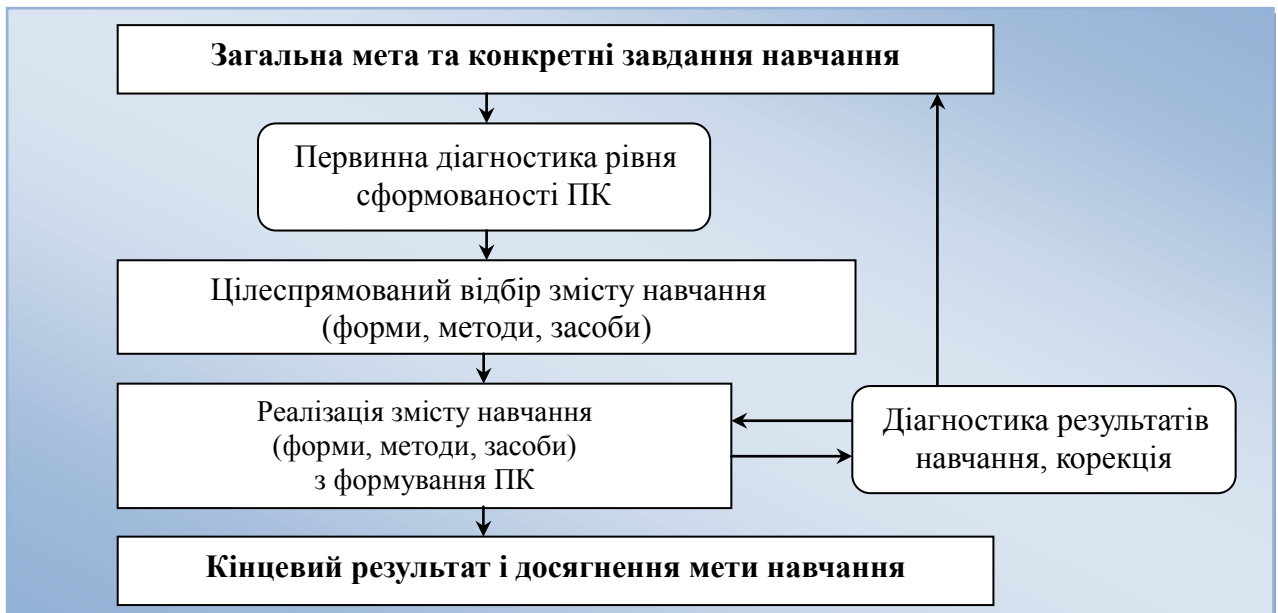 Загальна мета та конкретні завдання навчання
Первинна діагностика рівня
сформованості ПК
Цілеспрямований відбір змісту навчання
(форми, методи, засоби)
Реалізація змісту навчання
(форми, методи, засоби)
з формування ПК
Діагностика результатів
навчання, корекція
Кінцевий результат і досягнення мети навчання